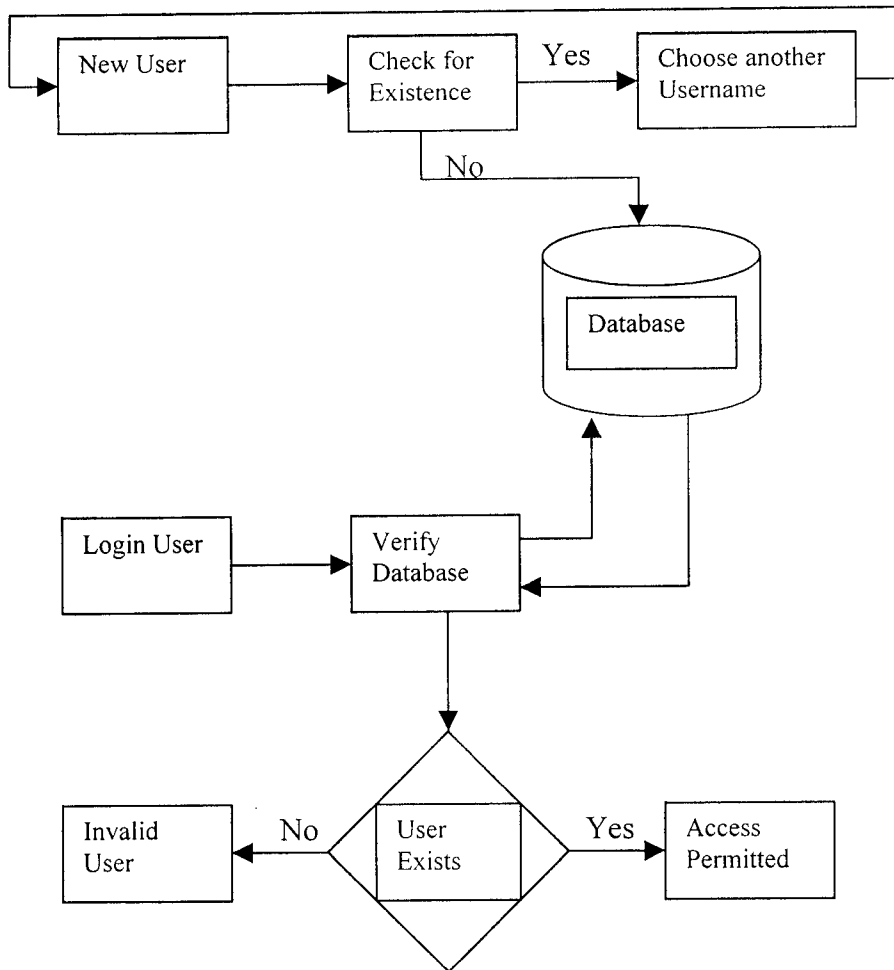 New User
Check for
Existence
Yes
Choose another
Username
No
Database
Login User
Verify
Database
Invalid
User
No
User
Exists
Yes
Access
Permitted